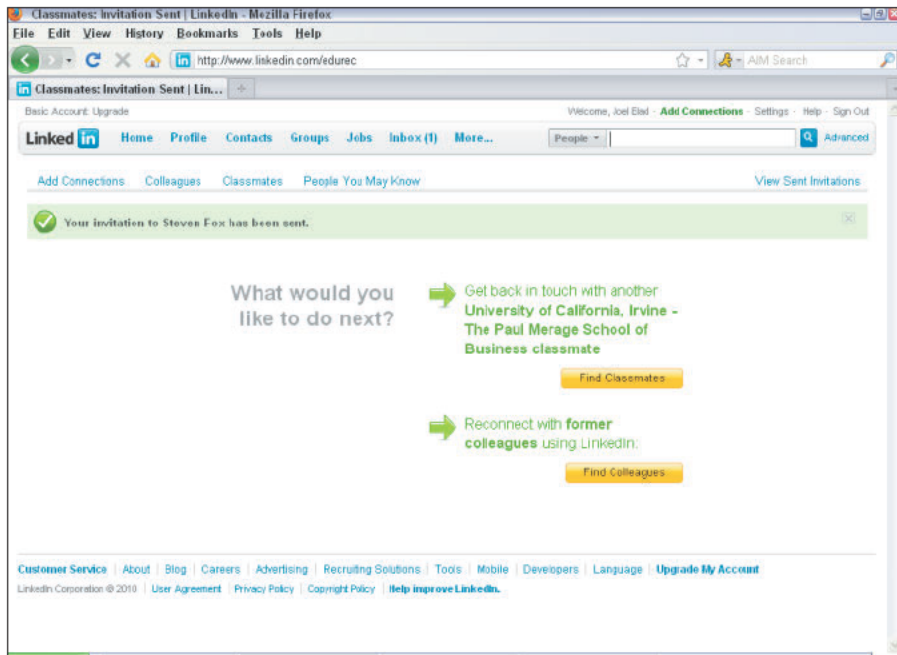 Classmates: Invitation Sent | LinkedIn - Mozilla Firefox
File Edit View History Bookmarks Tools Help
http://www.linkedin.com/edurec
AIM Search
Classmates: Invitation Sent | Lin...
Basic Account: Upgrade Welcome, Joel Elad · Add Connections · Settings · Help · Sign Out
Linked in Home Profile Contacts Groups Jobs Inbox (1) More... People Advanced
Add Connections Colleagues Classmates People You May Know View Sent Invitations
Your invitation to Steven Fox has been sent.
What would you
like to do next?
Get back in touch with another
University of California, Irvine -
The Paul Merage School of
Business classmate
Find Classmates
Reconnect with former
colleagues using LinkedIn.
Find Colleagues
Customer Service | About | Blog | Careers | Advertising | Recruiting Solutions | Tools | Mobile | Developers | Language | Upgrade My Account
LinkedIn Corporation © 2010 | User Agreement | Privacy Policy | Copyright Policy | Help improve LinkedIn.